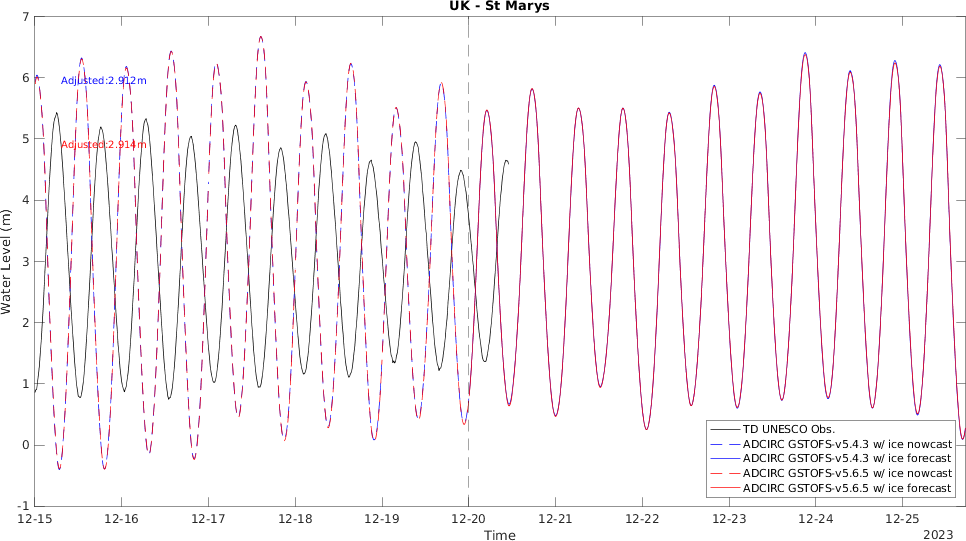 UK - St Marys
7
6
5
4
3
2
1
0
-1
Water Level (m)
Adjusted:2.912m
Adjusted:2.914m
TD UNESCO Obs.
ADCIRC GSTOFS-v5.4.3 w/ ice nowcast
ADCIRC GSTOFS-v5.4.3 w/ ice forecast
ADCIRC GSTOFS-v5.6.5 w/ ice nowcast
ADCIRC GSTOFS-v5.6.5 w/ ice forecast
12-15 12-16 12-17 12-18 12-19 12-20 12-21 12-22 12-23 12-24 12-25
Time
2023